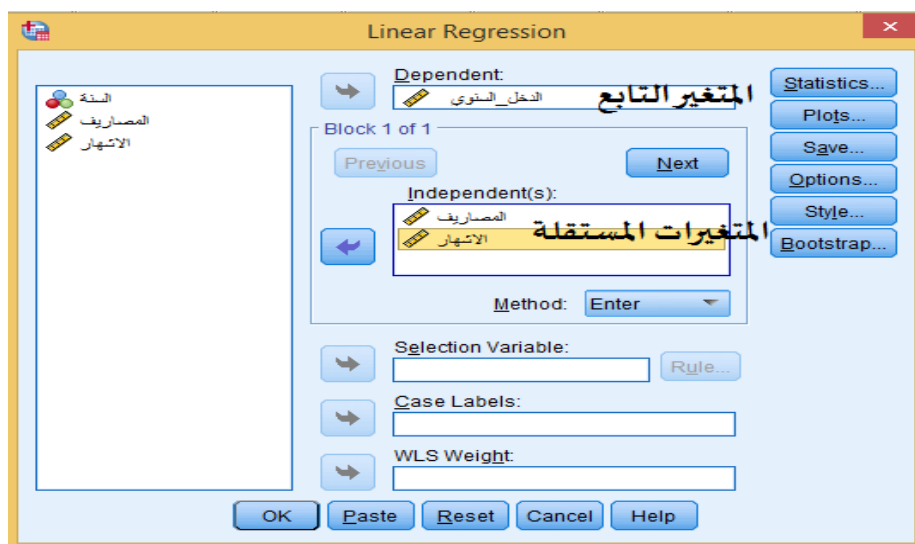 Linear Regression
السنة
المصاريف
الاشهار
Dependent:
الدخل_السنوي
المتغير التابع
Block 1 of 1
Previous
Next
Independent(s):
المصاريف
الاشهار
المتغيرات المستقلة
Method: Enter
Selection Variable:
Rule...
Case Labels:
WLS Weight:
Statistics...
Plots...
Save...
Options...
Style...
Bootstrap...
OK Paste Reset Cancel Help